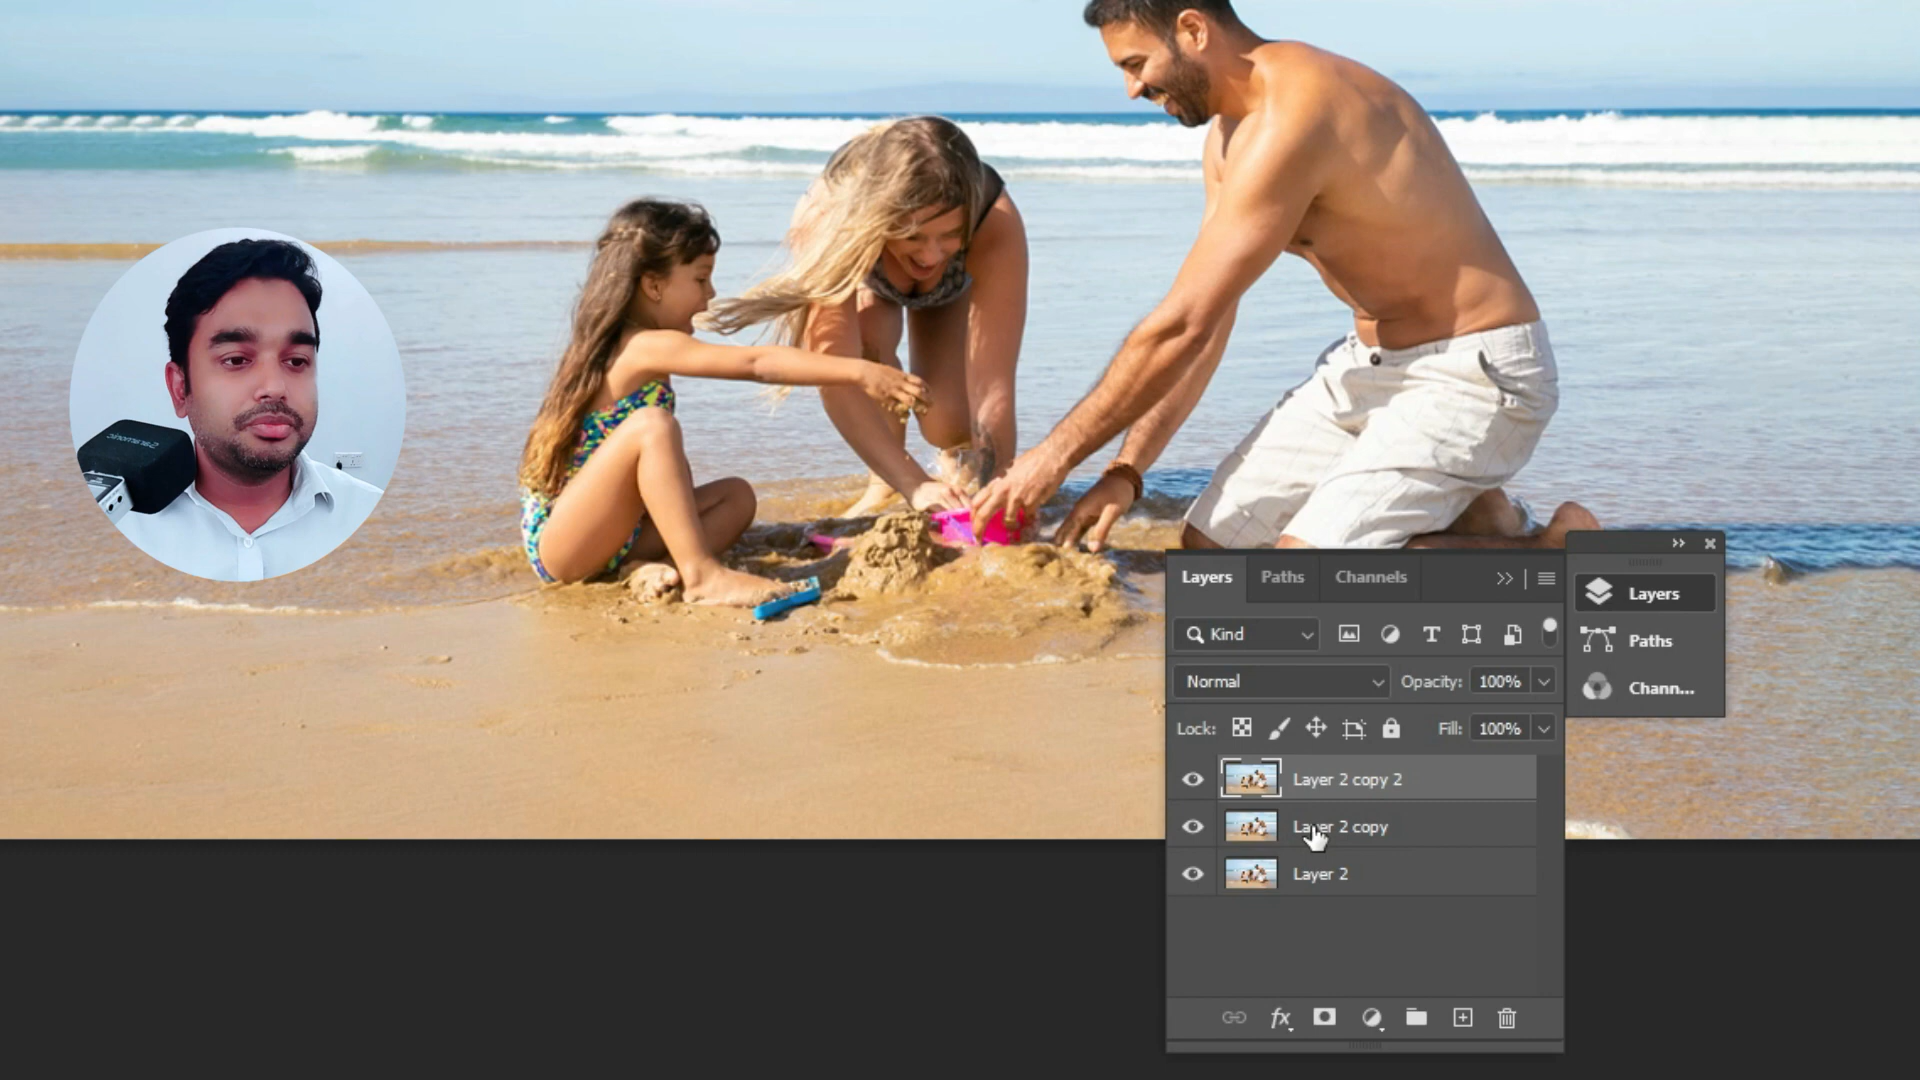 Layers Paths Channels
Kind
Normal Opacity: 100%
Lock: Fill: 100%
Layer 2 copy 2
Layer 2 copy
Layer 2
fx
Layers
Paths
Chann...